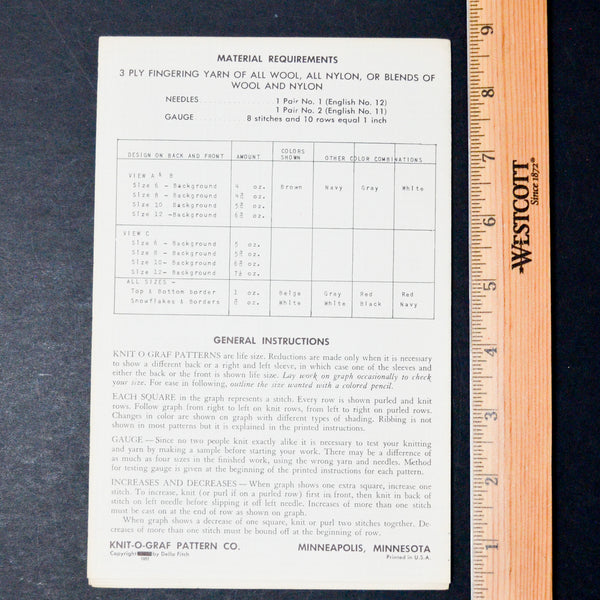 MATERIAL REQUIREMENTS
3 PLY FINGERING YARN OF ALL WOOL, ALL NYLON, OR BLENDS OF
WOOL AND NYLON
NEEDLES 1 Pair No. 1 (English No. 12)
1 Pair No. 2 (English No. 11)
GAUGE 8 stitches and 10 rows equal 1 inch
DESIGN ON BACK AND FRONT AMOUNT COLORS SHOWN OTHER COLOR COMBINATIONS
VIEW A & B
Size 6 - Background 4 oz. Brown Navy Gray White
Size 8 - Background oz.
Size 10 - Background oz.
Size 12 - Background oz.
VIEW C
Size 6 - Background 5 oz.
Size 8 - Background oz.
Size 10- Background oz.
Size 12- Background oz.
ALL SIZES -
Top & Bottom border 1 oz. Beige Gray Red Red
Snowflakes & Borders oz. White White Black Navy
GENERAL INSTRUCTIONS
KNIT O GRAF PATTERNS are life size. Reductions are made only when it is necessary
to show a different back or a right and left sleeve, in which case one of the sleeves and
either the back or the front is shown life size. Lay work on graph occasionally to check
your size. For ease in following, outline the size wanted with a colored pencil.
EACH SQUARE in the graph represents a stitch. Every row is shown purled and knit
rows. Follow graph from right to left on knit rows, from left to right on purled rows.
Changes in color are shown on graph with different types of shading. Ribbing is not
shown in most patterns but it is explained in the printed instructions.
GAUGE — Since no two people knit exactly alike it is necessary to test your knitting
and yarn by making a sample before starting your work. There may be a difference of
as much as four sizes in the finished work, using the wrong yarn and needles. Method
for testing gauge is given at the beginning of the printed instructions for each pattern.
INCREASES AND DECREASES — When graph shows one extra square, increase one
stitch. To increase, knit (or purl if on a purled row) first in front, then knit in back of
stitch on left needle before slipping it off left needle. Increases of more than one stitch
must be cast on at the end of row as shown on graph.
When graph shows a decrease of one square, knit or purl two stitches together. De-
creases of more than one stitch must be bound off at the beginning of row.
KNIT-O-GRAF PATTERN CO. MINNEAPOLIS, MINNESOTA
Copyright by Della Fitch Printed in U.S.A.
1951
9
8
7
WESTCOTT
Since 1872®
5
4
3
2
1